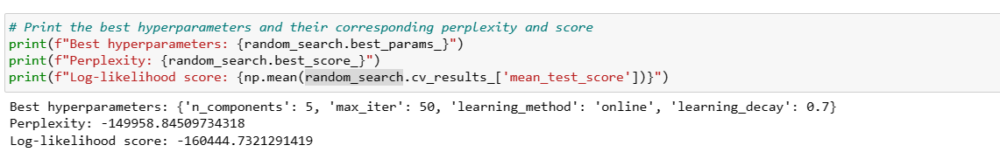 # Print the best hyperparameters and their corresponding perplexity and score
print(f"Best hyperparameters: {random_search.best_params_}")
print(f"Perplexity: {random_search.best_score_}")
print(f"Log-likelihood score: {np.mean(random_search.cv_results_['mean_test_score'])}")
Best hyperparameters: {'n_components': 5, 'max_iter': 50, 'learning_method': 'online', 'learning_decay': 0.7}
Perplexity: -149958.84509734318
Log-likelihood score: -160444.7321291419